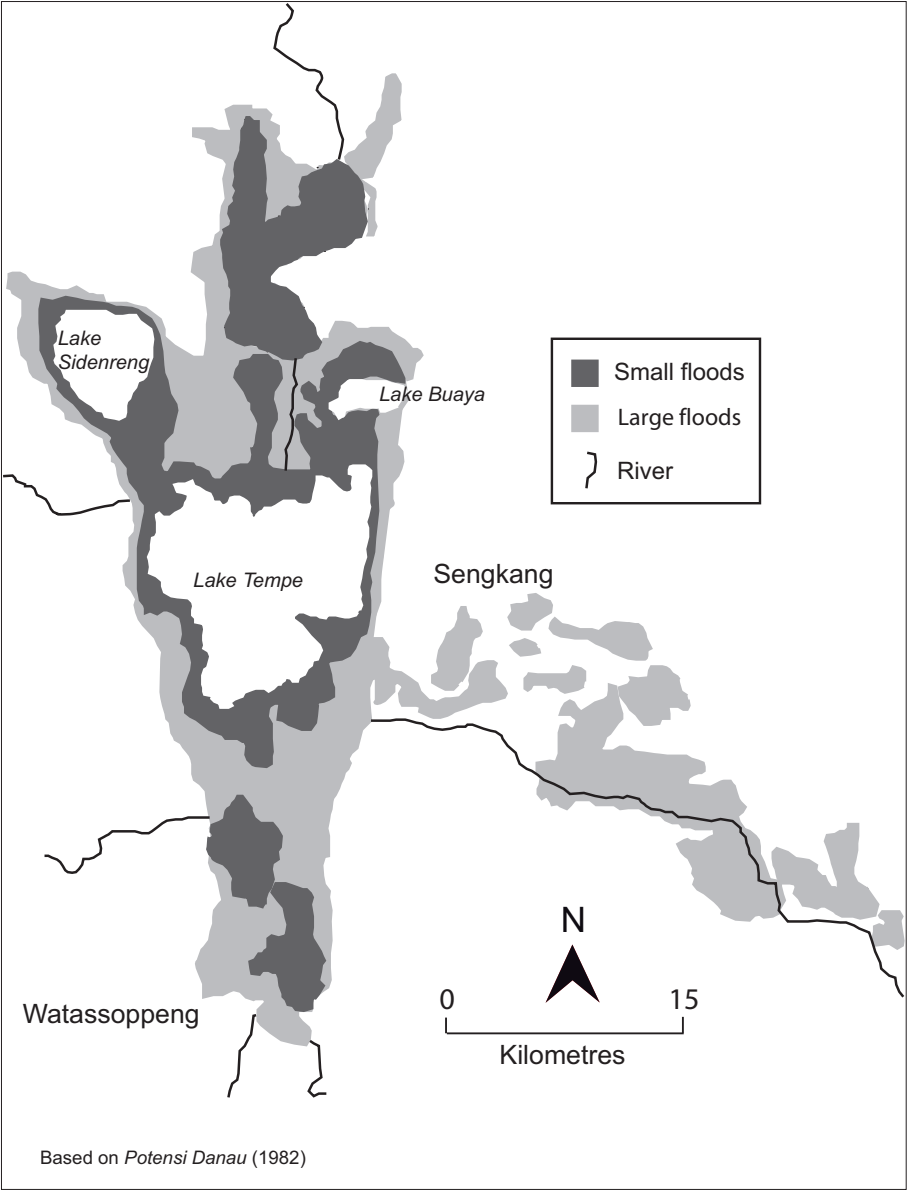 Lake
Sidenreng
Small floods
Lake Buaya
Large floods
River
Sengkang
Lake Tempe
N
0 15
Watassoppeng
Kilometres
Based on Potensi Danau (1982)